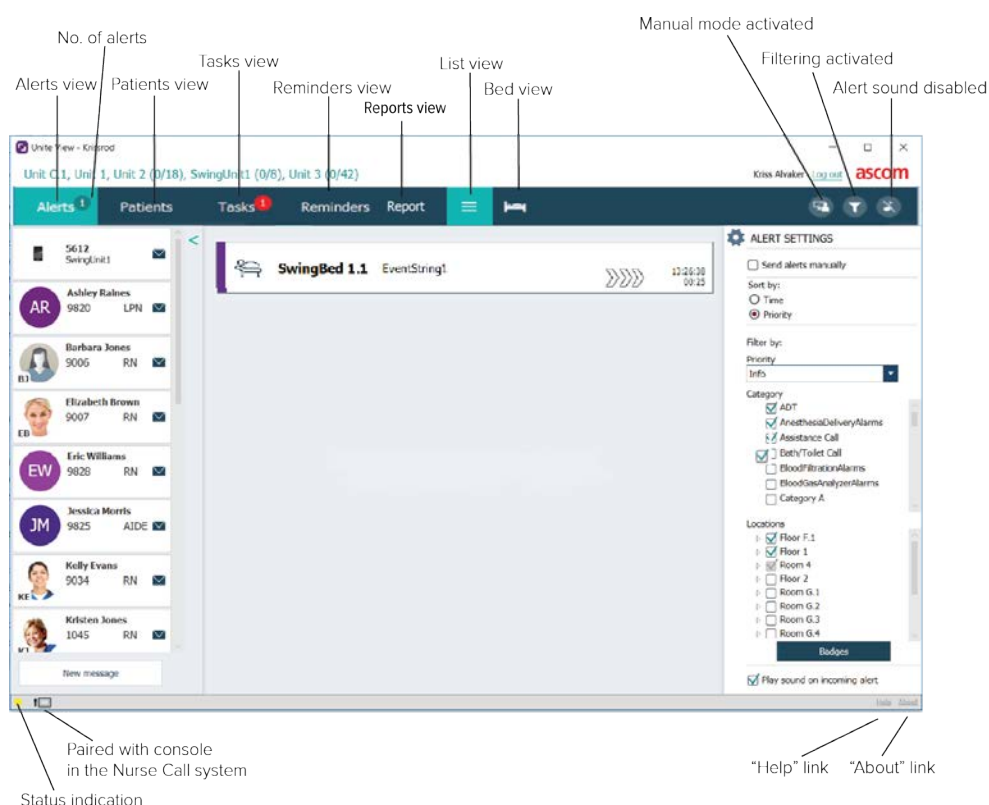 Manual mode activated
No. of alerts
Filtering activated
Tasks view
List view
Alerts view
Patients view
Reminders view
Bed view
Alert sound disabled
Reports view
Unite View - Krisrod
Unit C.1, Unit 1, Unit 2 (0/18), SwingUnit1 (0/8), Unit 3 (0/42)
Kriss Alvaker Log out ascom
Alerts 1 Patients Tasks 1 Reminders Report
5612
SwingUnit1
<
Ashley Raines
AR 9820 LPN
Barbara Jones
9006 RN
BJ
Elizabeth Brown
9007 RN
EB
Eric Williams
EW 9828 RN
Jessica Morris
JM 9825 AIDE
Kelly Evans
9034 RN
KE
Kristen Jones
1045 RN
KJ
New message
SwingBed 1.1 EventString1 13:26:38
00:25
ALERT SETTINGS
Send alerts manually
Sort by:
Time
Priority
Filter by:
Priority
Info
Category
ADT
AnesthesiaDeliveryAlarms
Assistance Call
Bath/Toilet Call
BloodFiltrationAlarms
BloodGasAnalyzerAlarms
Category A
Locations
Floor F.1
Floor 1
Room 4
Floor 2
Room G.1
Room G.2
Room G.3
Room G.4
Badges
Play sound on incoming alert
Help About
Paired with console
in the Nurse Call system
Status indication
"Help" link
"About" link